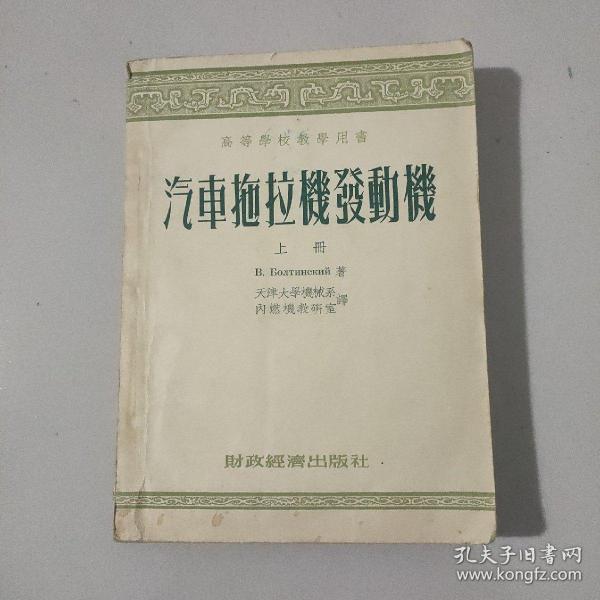 高等學校教學用書
汽車拖拉機發動機
上冊
В. Болтинский 著
天津大學機械系
內燃機教研室
譯
財政經濟出版社
孔夫子旧书网
www.kongfz.com